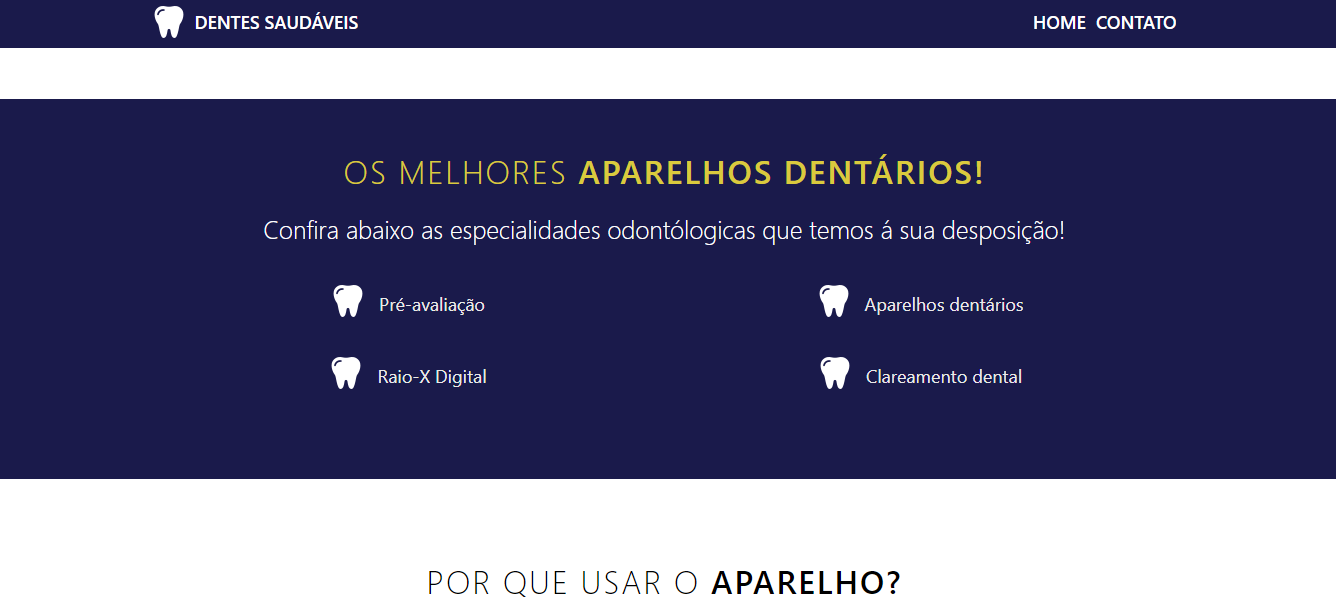 DENTES SAUDÁVEIS HOME CONTATO
OS MELHORES APARELHOS DENTÁRIOS!
Confira abaixo as especialidades odontólogicas que temos á sua desposição!
Pré-avaliação Aparelhos dentários
Raio-X Digital Clareamento dental
POR QUE USAR O APARELHO?